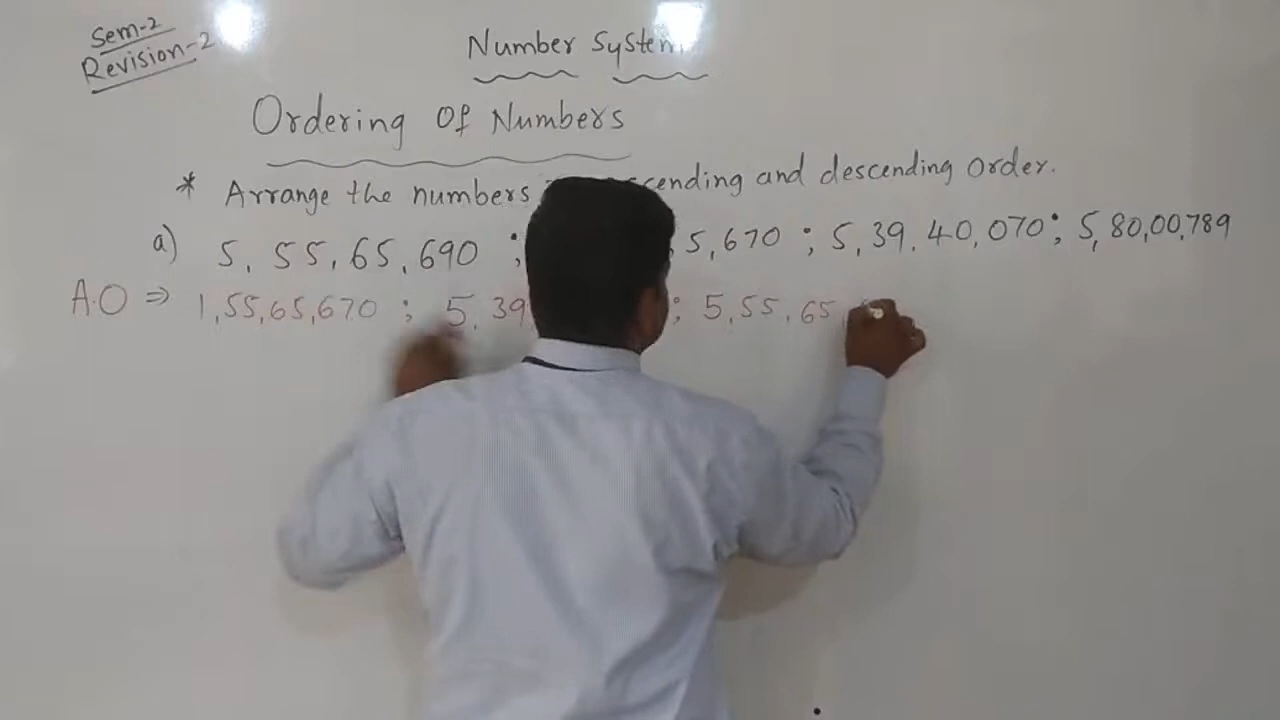 Sem-2
Revision-2
Number System
Ordering Of Numbers
* Arrange the numbers and descending Order.
a) 5, 55, 65, 690 ; 5,670 ; 5, 39, 40, 070 ; 5, 80,00,789
A.O ⇒ 1,55,65,670 ; 5, 39 ; 5,55, 65,